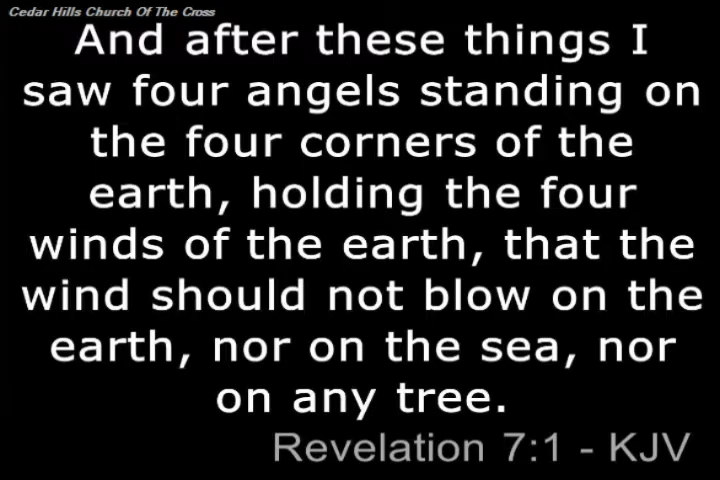 Cedar Hills Church Of The Cross
And after these things I
saw four angels standing on
the four corners of the
earth, holding the four
winds of the earth, that the
wind should not blow on the
earth, nor on the sea, nor
on any tree.
Revelation 7:1 - KJV